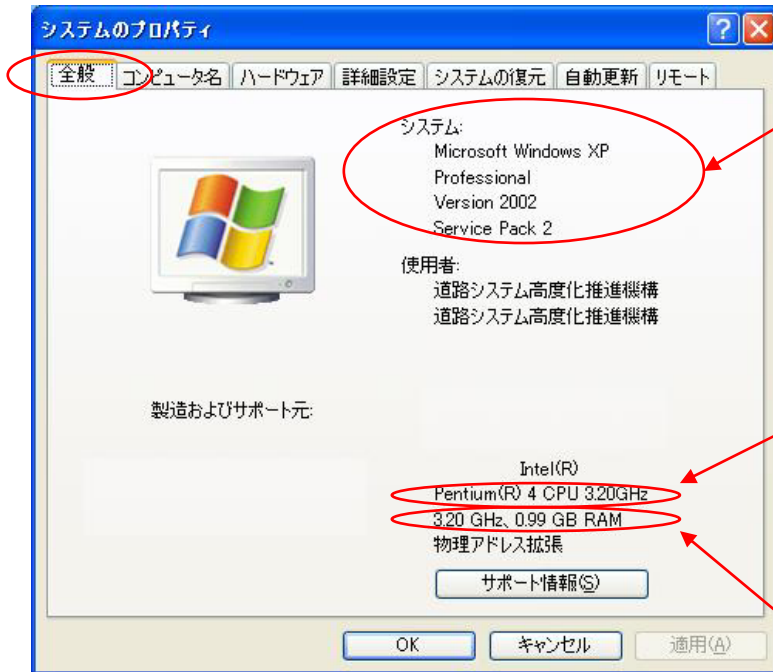 システムのプロパティ
全般 コンピュータ名 ハードウェア 詳細設定 システムの復元 自動更新 リモート
システム:
Microsoft Windows XP
Professional
Version 2002
Service Pack 2
使用者:
道路システム高度化推進機構
道路システム高度化推進機構
製造およびサポート元:
Intel(R)
Pentium(R) 4 CPU 3.20GHz
3.20 GHz、0.99 GB RAM
物理アドレス拡張
サポート情報(S)
OK キャンセル 適用(A)